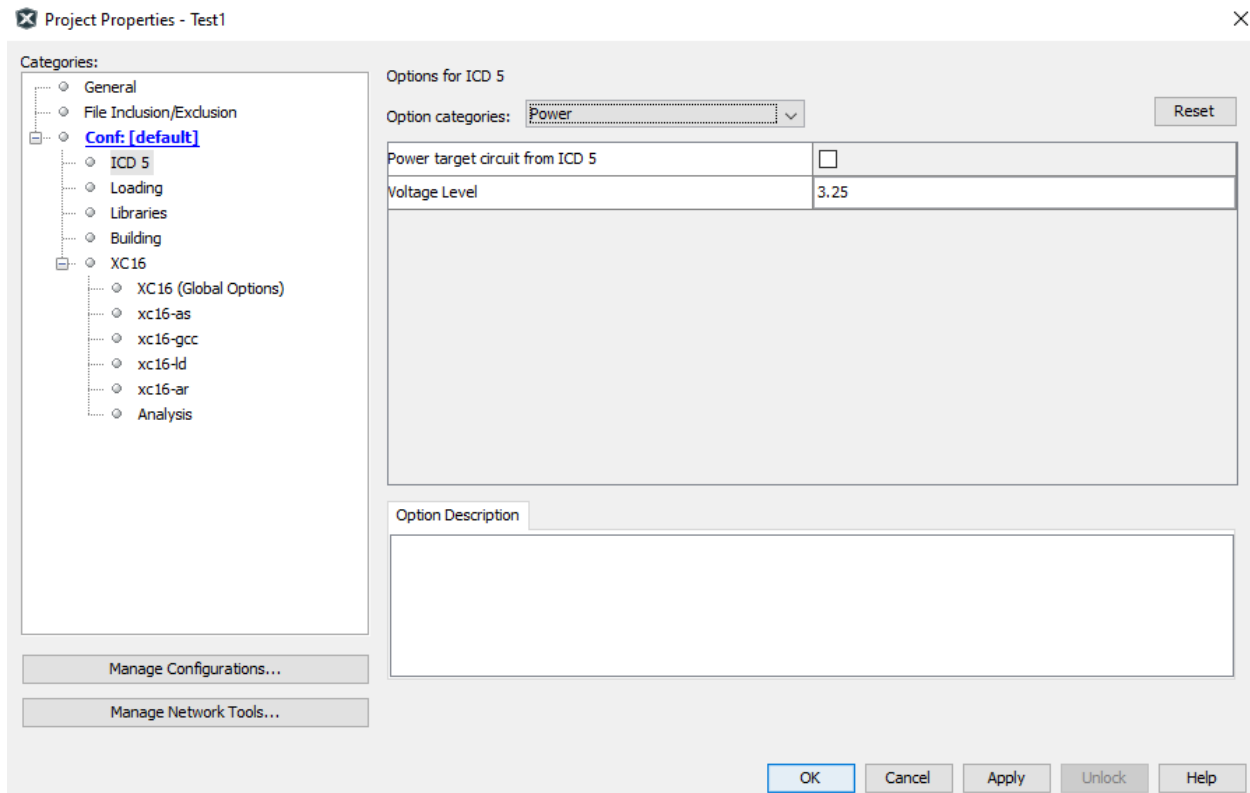 Project Properties - Test1
Categories:
General
File Inclusion/Exclusion
Conf: [default]
ICD 5
Loading
Libraries
Building
XC16
XC16 (Global Options)
xc16-as
xc16-gcc
xc16-ld
xc16-ar
Analysis
Manage Configurations...
Manage Network Tools...
Options for ICD 5
Option categories: Power Reset
Power target circuit from ICD 5
Voltage Level 3.25
Option Description
OK Cancel Apply Unlock Help